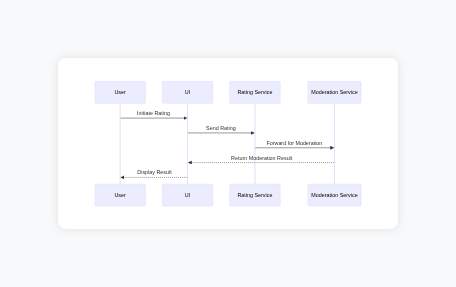 User
UI
Rating Service
Moderation Service
Initiate Rating
Send Rating
Forward for Moderation
Return Moderation Result
Display Result
User
UI
Rating Service
Moderation Service